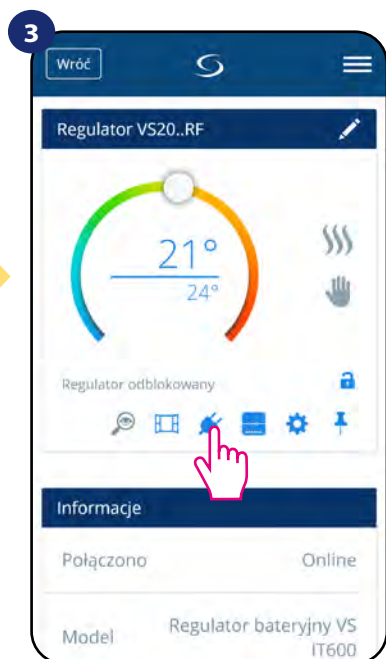 3
Wróć
Regulator VS20..RF
21°
24°
Regulator odblokowany
Informacje
Połączono Online
Model Regulator bateryjny VS
IT600